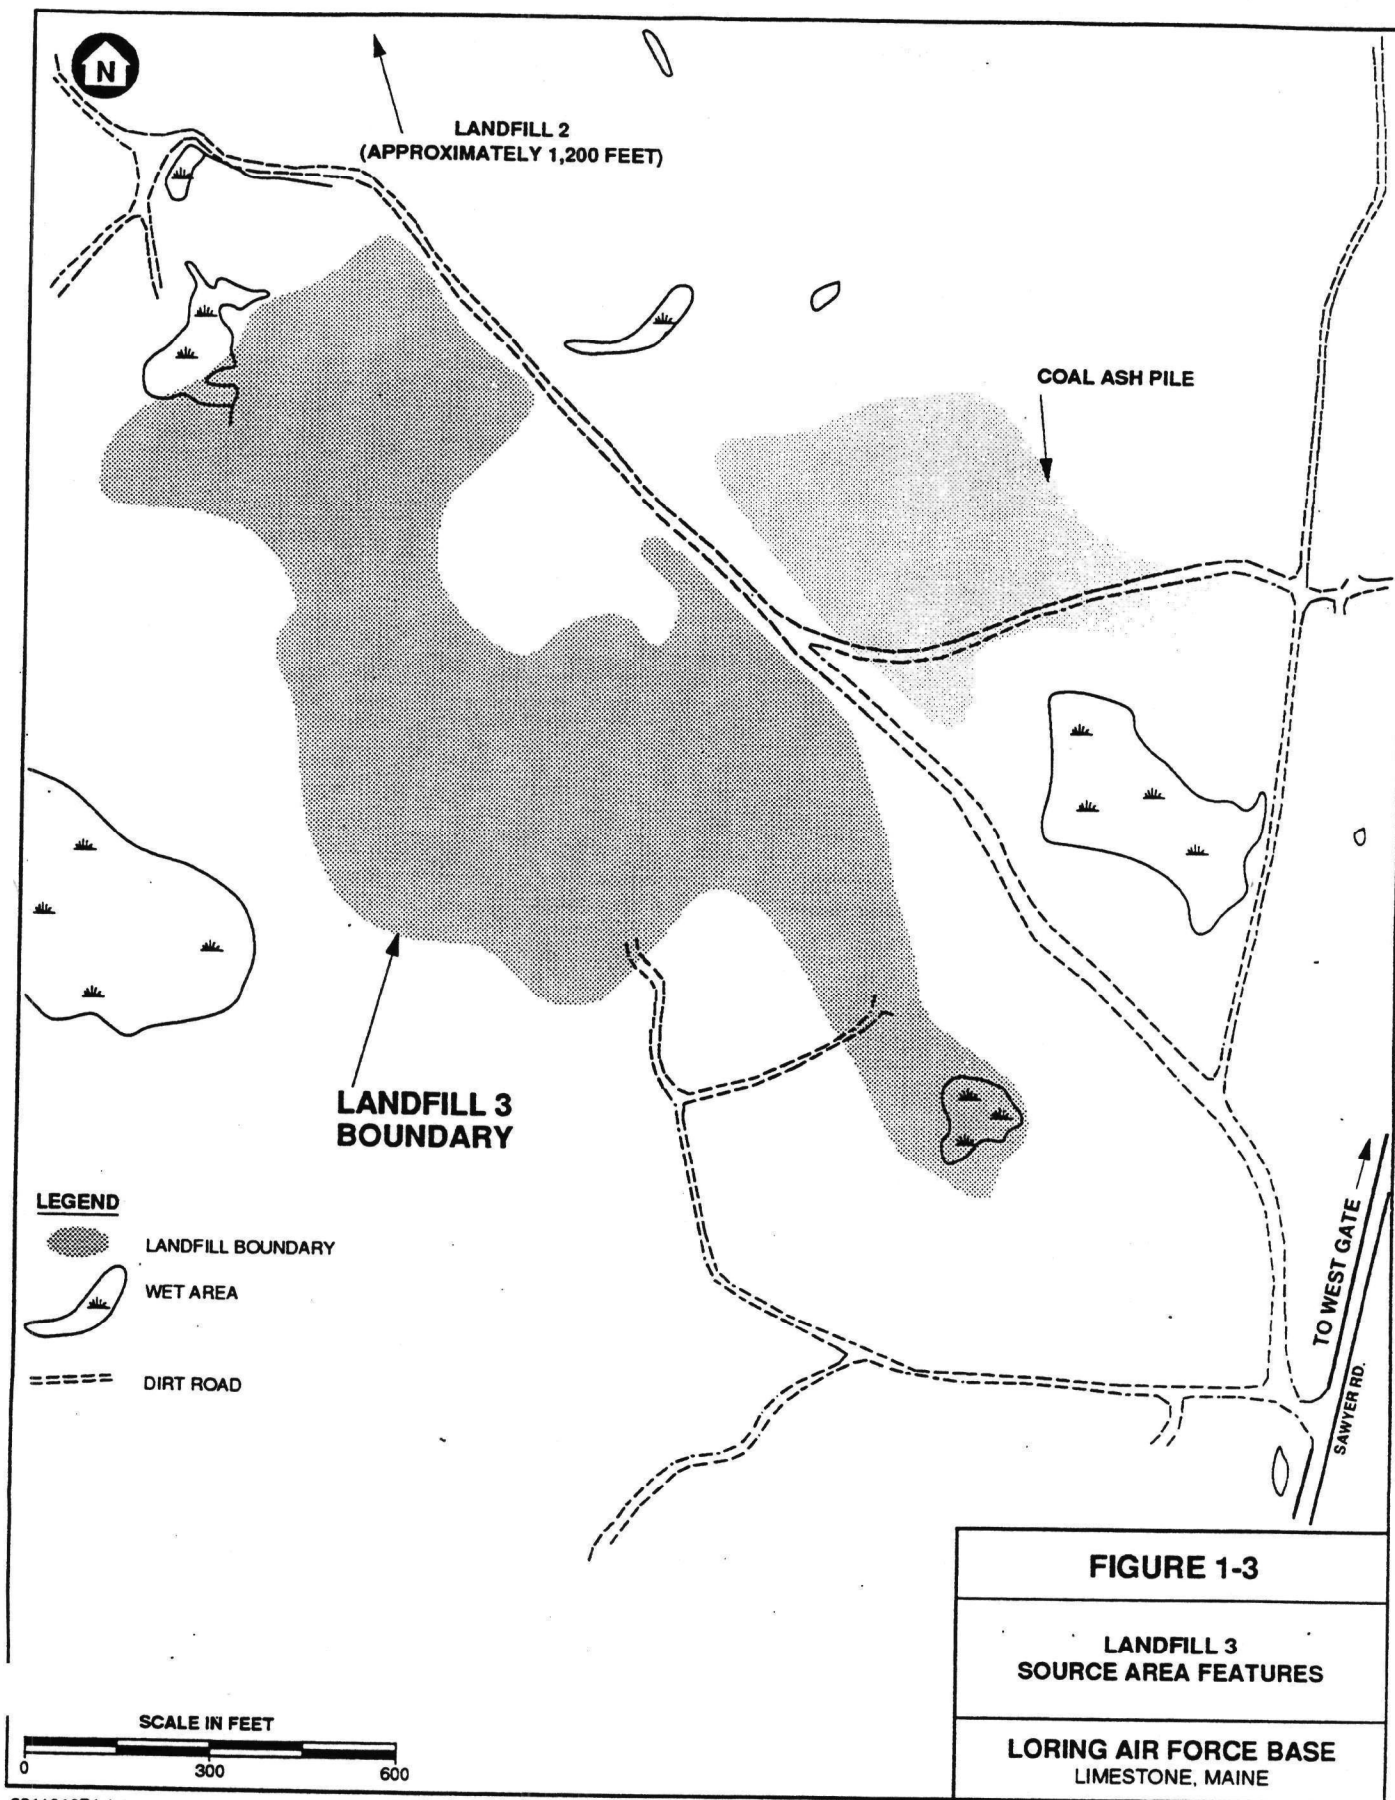 N
LANDFILL 2
(APPROXIMATELY 1,200 FEET)
COAL ASH PILE
LANDFILL 3
BOUNDARY
LEGEND
LANDFILL BOUNDARY
WET AREA
DIRT ROAD
TO WEST GATE
SAWYER RD.
FIGURE 1-3
LANDFILL 3
SOURCE AREA FEATURES
LORING AIR FORCE BASE
LIMESTONE, MAINE
SCALE IN FEET
0 300 600